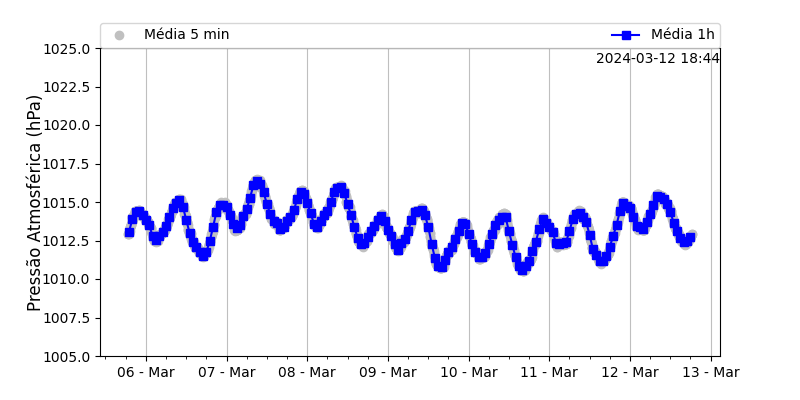 Média 5 min
Média 1h
2024-03-12 18:44
Pressão Atmosférica (hPa)
1025.0
1022.5
1020.0
1017.5
1015.0
1012.5
1010.0
1007.5
1005.0
06 - Mar
07 - Mar
08 - Mar
09 - Mar
10 - Mar
11 - Mar
12 - Mar
13 - Mar